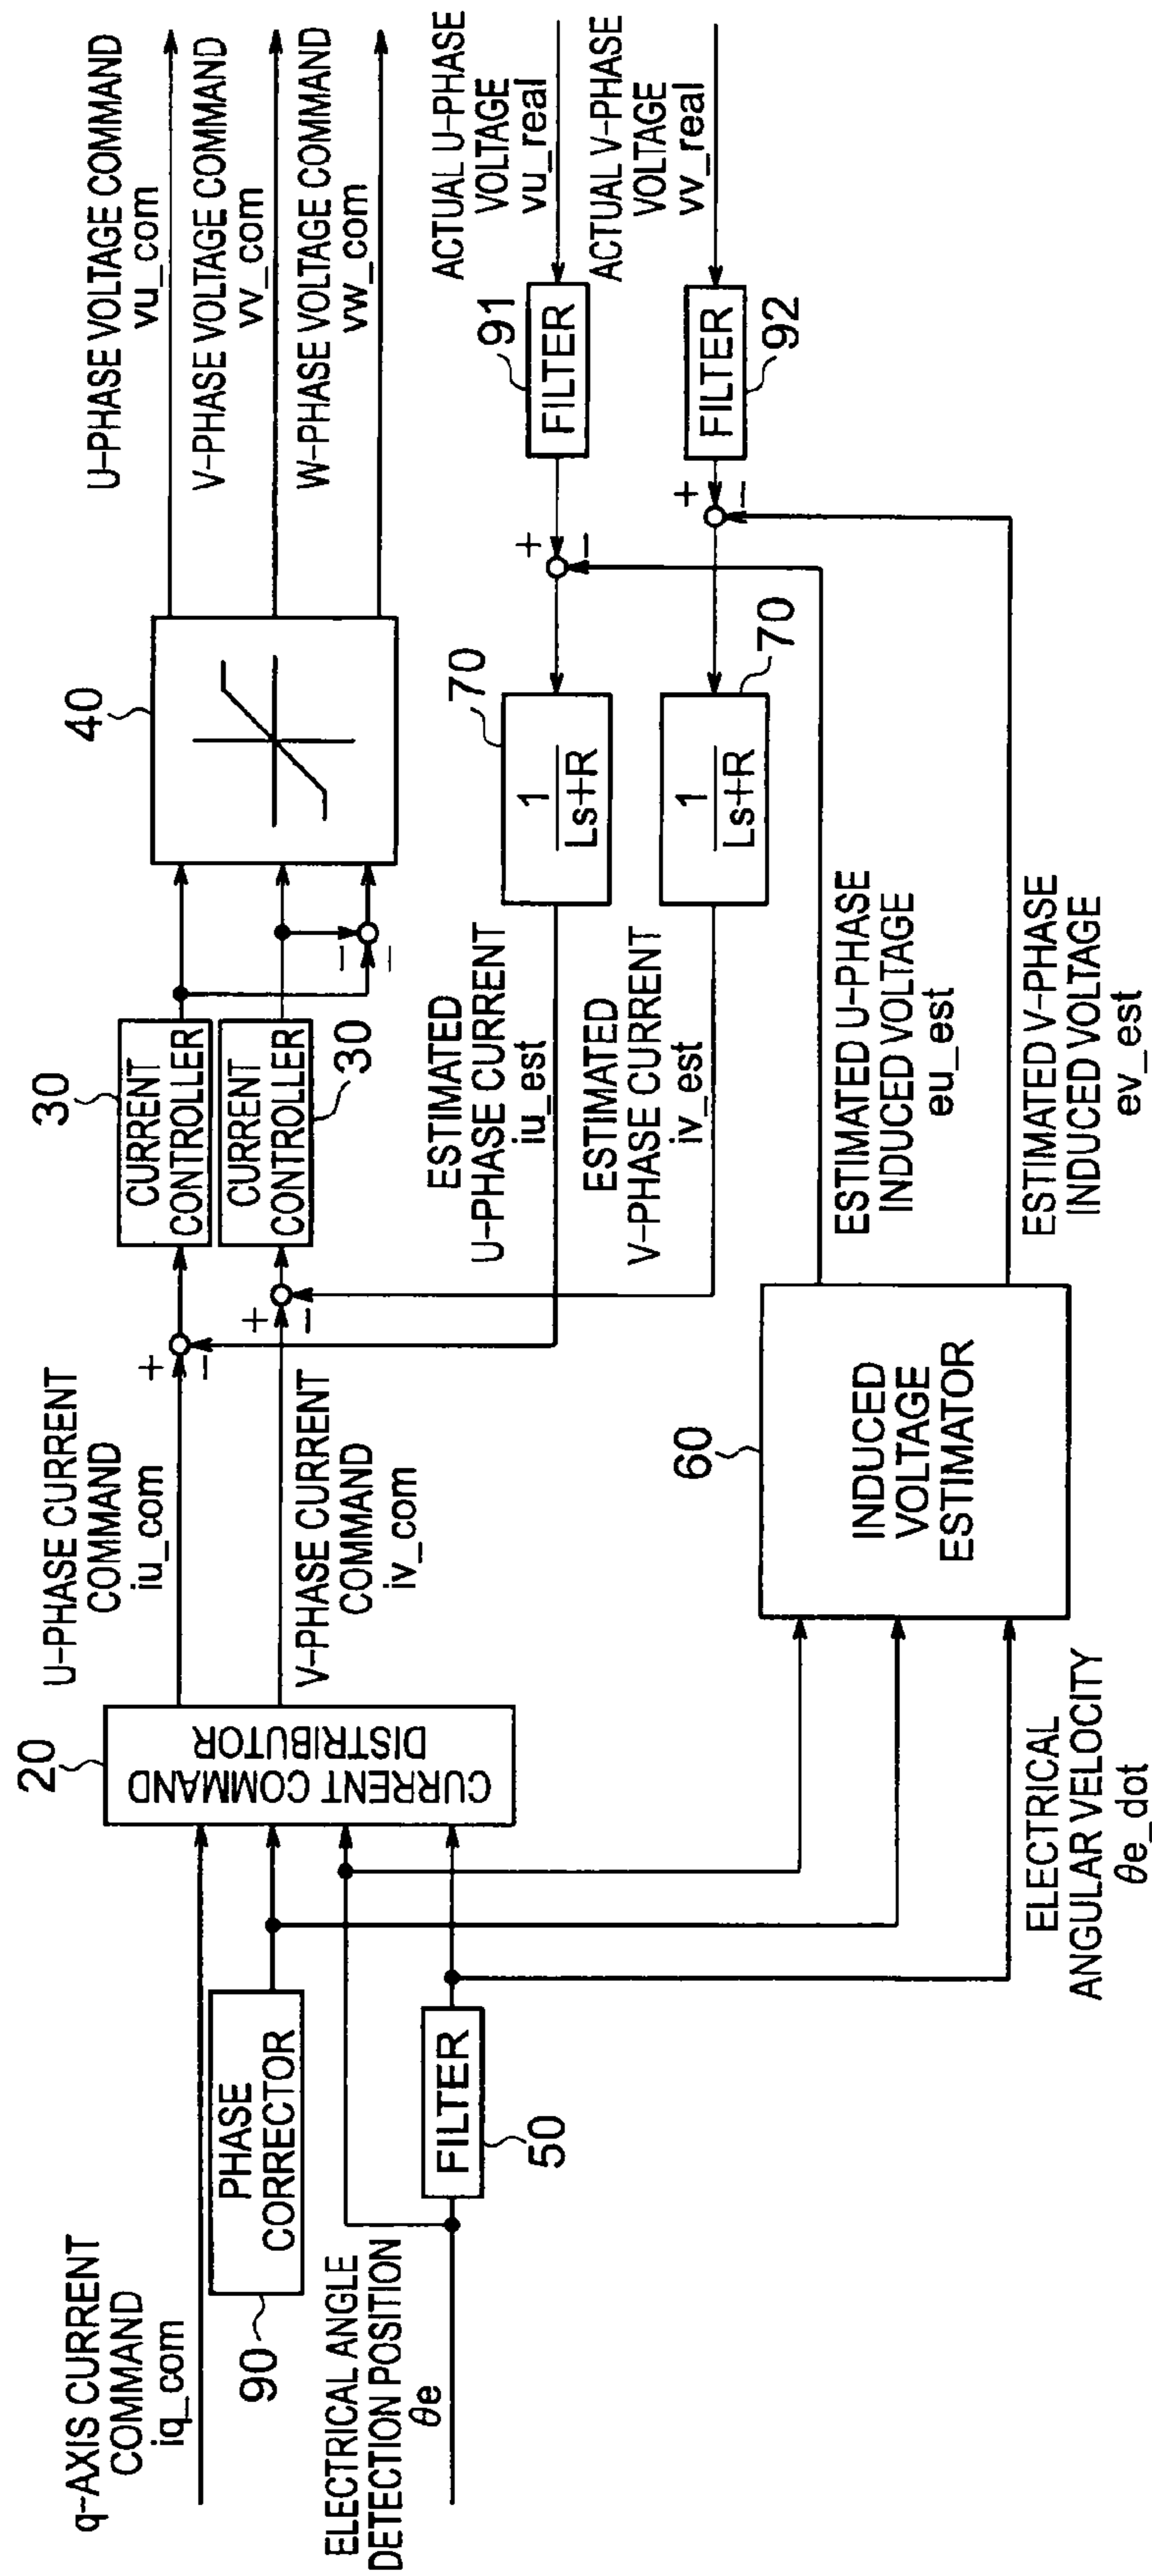 q-AXIS CURRENT
COMMAND
iq_com
PHASE
CORRECTOR
90
ELECTRICAL ANGLE
DETECTION POSITION
θe
FILTER
50
20
CURRENT COMMAND
DISTRIBUTOR
U-PHASE CURRENT
COMMAND
iu_com
V-PHASE CURRENT
COMMAND
iv_com
+
−
+
−
30
CURRENT
CONTROLLER
CURRENT
CONTROLLER
30
−
−
40
U-PHASE VOLTAGE COMMAND
vu_com
V-PHASE VOLTAGE COMMAND
vv_com
W-PHASE VOLTAGE COMMAND
vw_com
ACTUAL U-PHASE
VOLTAGE
vu_real
ACTUAL V-PHASE
VOLTAGE
vv_real
91
FILTER
FILTER
92
+
−
+
−
70
1
Ls+R
70
1
Ls+R
ESTIMATED
U-PHASE CURRENT
iu_est
ESTIMATED
V-PHASE CURRENT
iv_est
ESTIMATED U-PHASE
INDUCED VOLTAGE
eu_est
ESTIMATED V-PHASE
INDUCED VOLTAGE
ev_est
60
INDUCED
VOLTAGE
ESTIMATOR
ELECTRICAL
ANGULAR VELOCITY
θe_dot